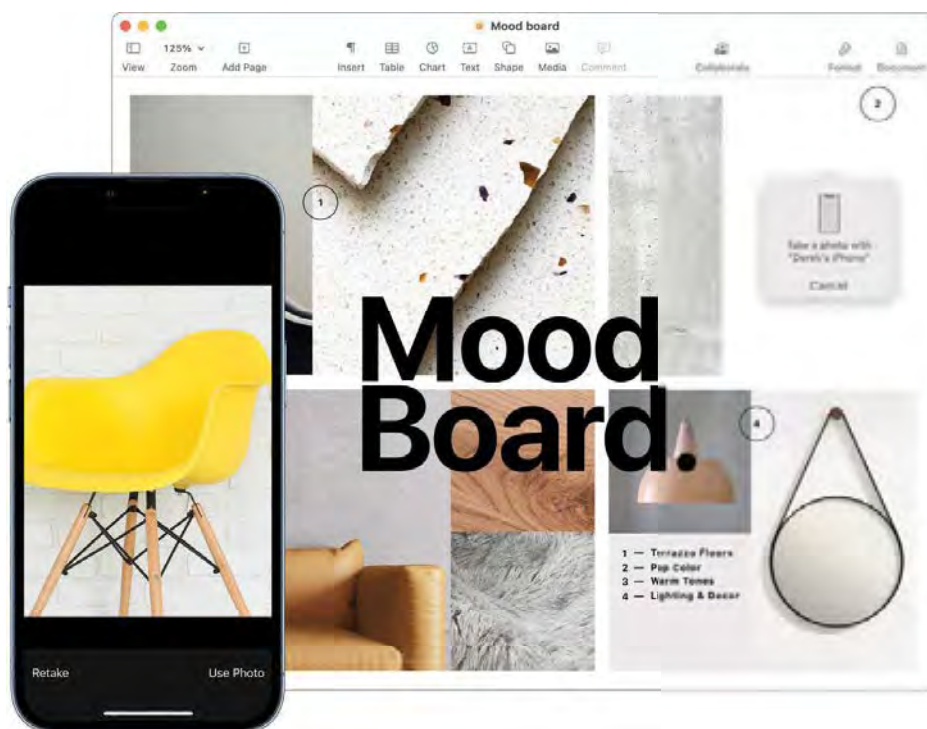 Mood board
125%
View Zoom Add Page Insert Table Chart Text Shape Media Comment Collaborate Format Document
2
1
Take a photo with
"Derek's iPhone"
Cancel
Mood
Board
4
1 — Terrazzo Floors
2 — Pop Color
3 — Warm Tones
4 — Lighting & Decor
Retake Use Photo